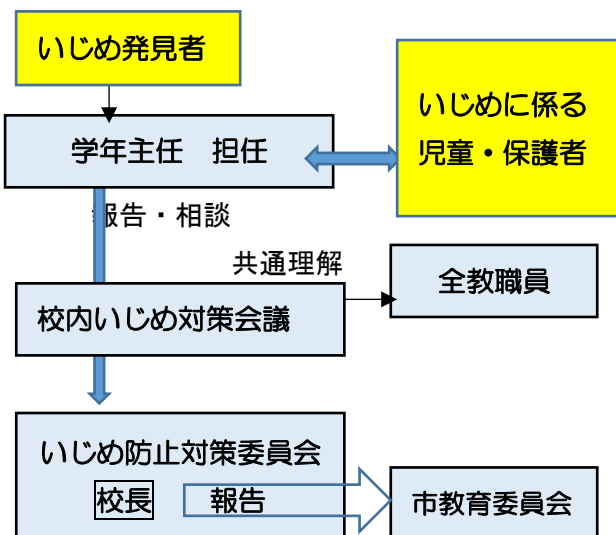 いじめ発見者
いじめに係る
児童・保護者
学年主任　担任
報告・相談
共通理解
全教職員
校内いじめ対策会議
いじめ防止対策委員会
校長　報告
市教育委員会